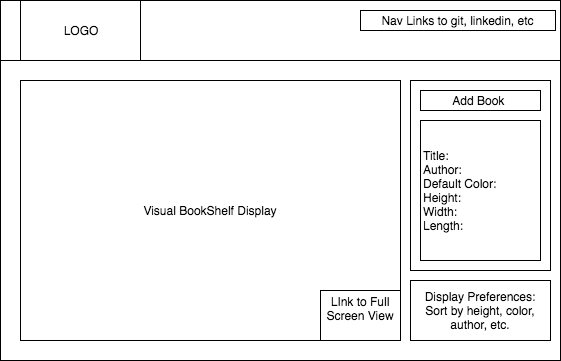 LOGO
Nav Links to git, linkedin, etc
Add Book
Title:
Author:
Default Color:
Height:
Width:
Length:
Visual BookShelf Display
LInk to Full
Screen View
Display Preferences:
Sort by height, color,
author, etc.